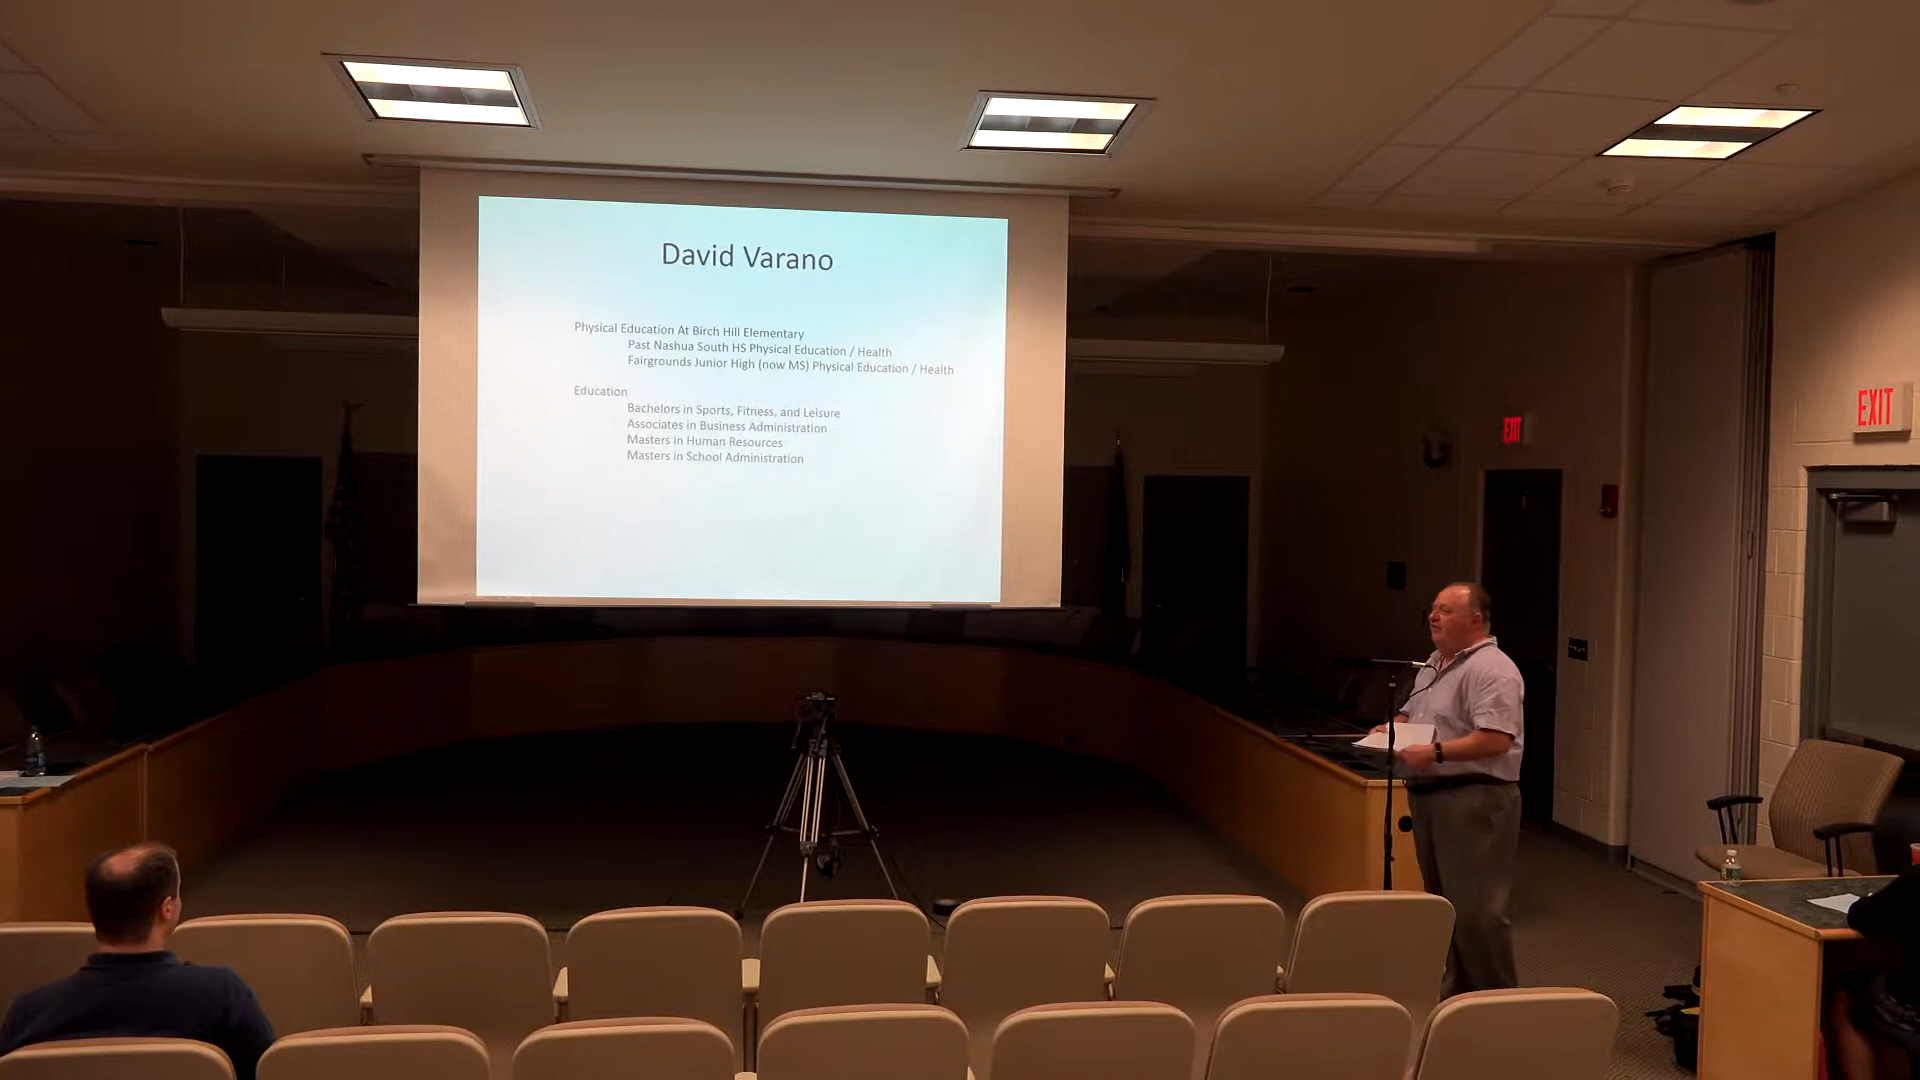 David Varano
Physical Education At Birch Hill Elementary
Past Nashua South HS Physical Education / Health
Fairgrounds Junior High (now MS) Physical Education / Health
Education
Bachelors in Sports, Fitness, and Leisure
Associates in Business Administration
Masters in Human Resources
Masters in School Administration
EXIT
EXIT